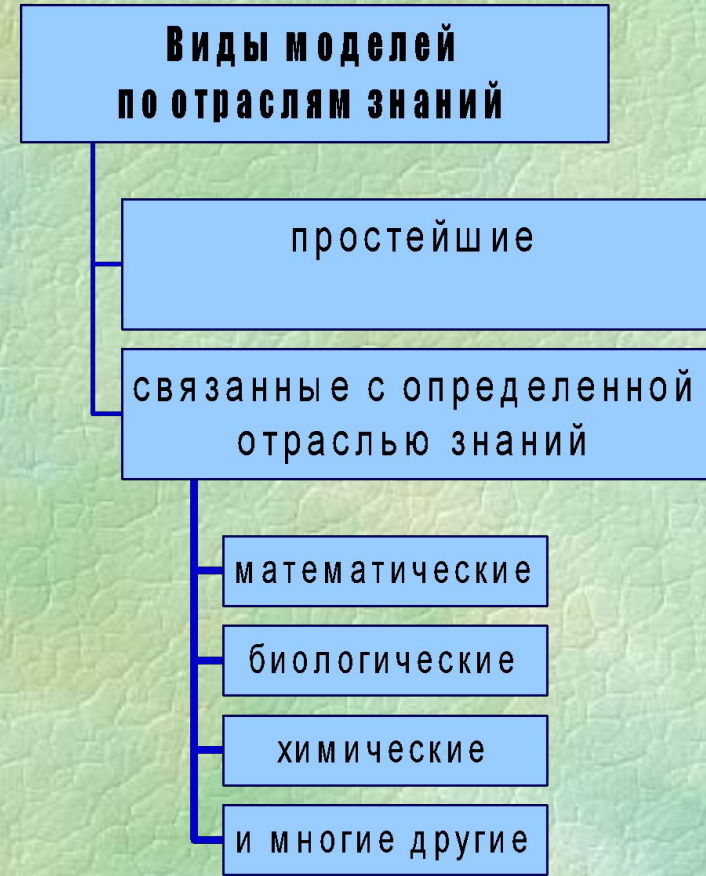 Виды моделей
по отраслям знаний
простейшие
связанные с определенной
отраслью знаний
математические
биологические
химические
и многие другие